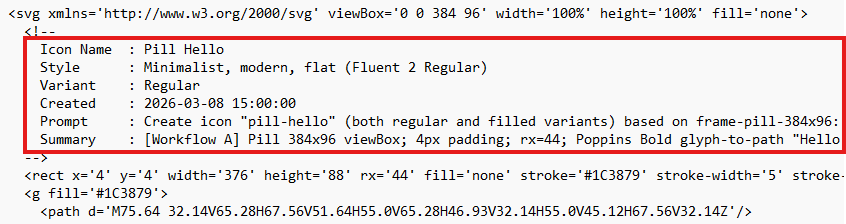 <svg xmlns='http://www.w3.org/2000/svg' viewBox='0 0 384 96' width='100%' height='100%' fill='none'>
<!--
Icon Name : Pill Hello
Style : Minimalist, modern, flat (Fluent 2 Regular)
Variant : Regular
Created : 2026-03-08 15:00:00
Prompt : Create icon "pill-hello" (both regular and filled variants) based on frame-pill-384x96:
Summary : [Workflow A] Pill 384x96 viewBox; 4px padding; rx=44; Poppins Bold glyph-to-path "Hello
-->
<rect x='4' y='4' width='376' height='88' rx='44' fill='none' stroke='#1C3879' stroke-width='5' stroke-
<g fill='#1C3879'>
<path d='M75.64 32.14V65.28H67.56V51.64H55.0V65.28H46.93V32.14H55.0V45.12H67.56V32.14Z'/>